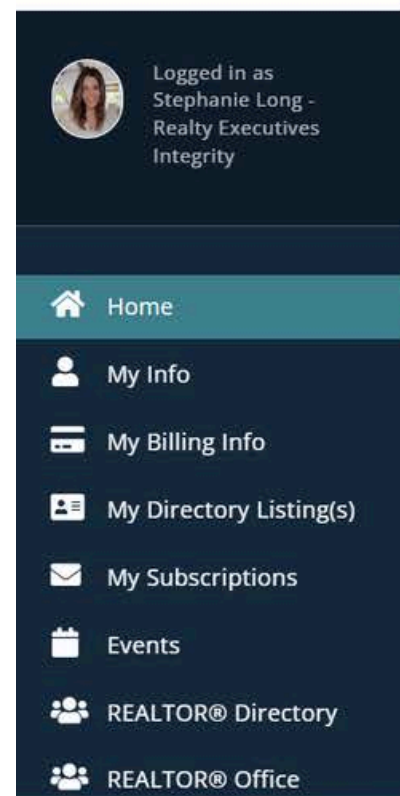 Logged in as
Stephanie Long -
Realty Executives
Integrity
Home
My Info
My Billing Info
My Directory Listing(s)
My Subscriptions
Events
REALTOR® Directory
REALTOR® Office